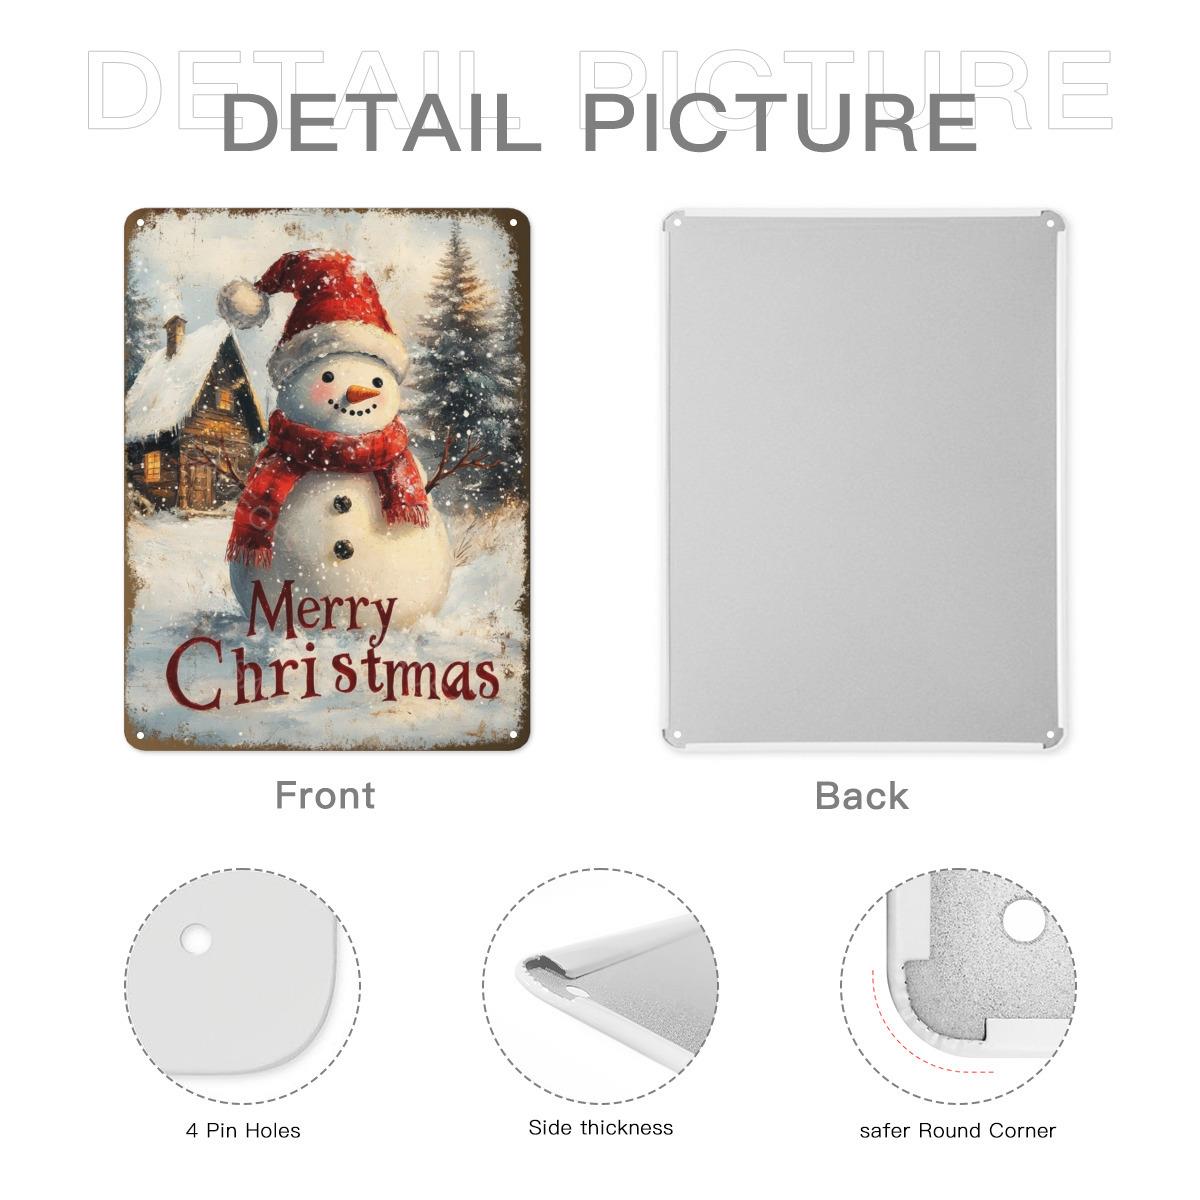 DETAIL PICTURE
DETAIL PICTURE
Merry
Christmas
Front
Back
4 Pin Holes
Side thickness
safer Round Corner